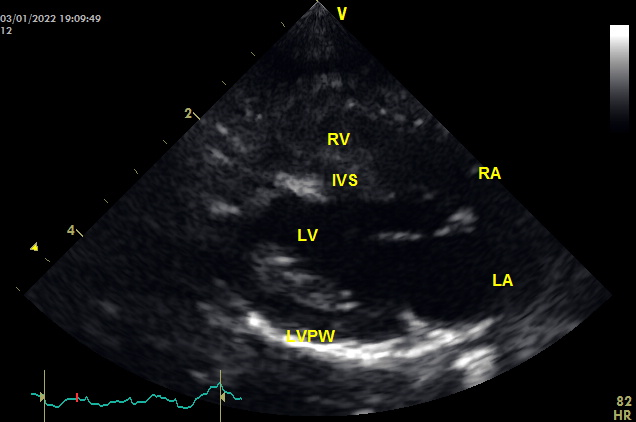 03/01/2022 19:09:49
12
V
2
RV
IVS
RA
4
LV
LA
LVPW
82
HR